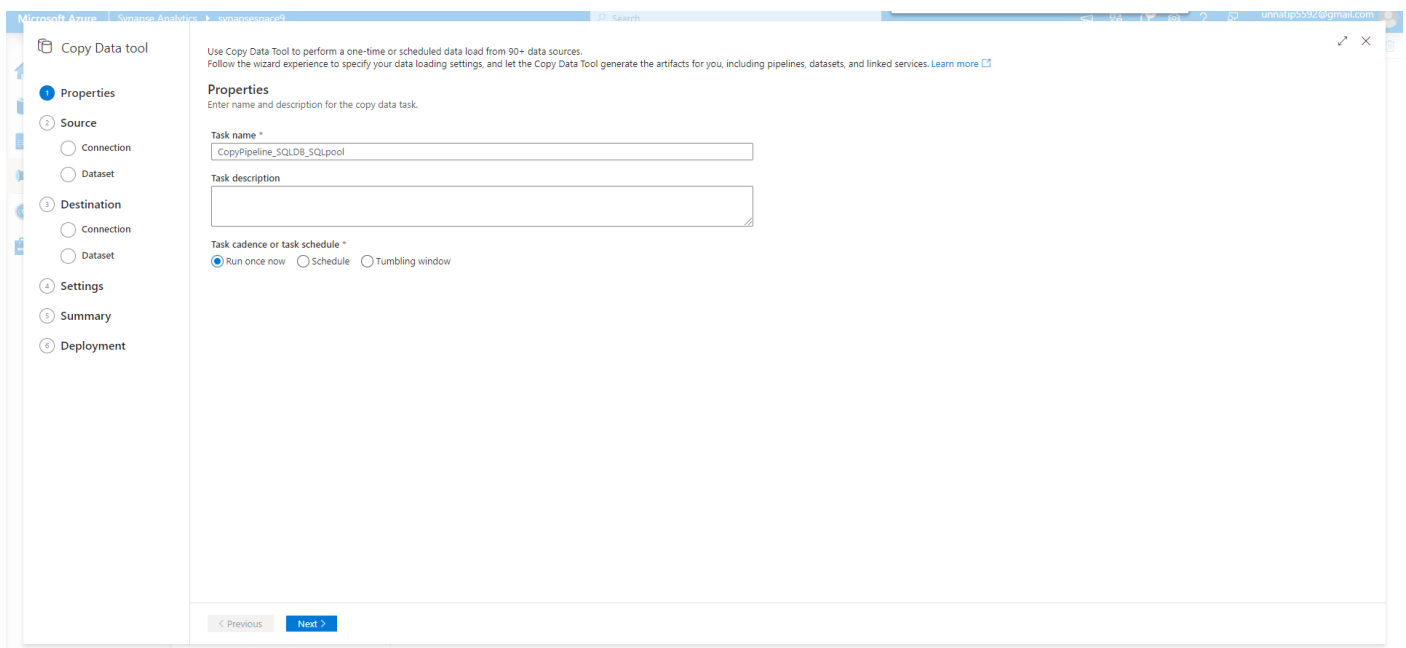 Microsoft Azure
Synapse Analytics
synapsespace9
Search
unnatip5592@gmail.com
Copy Data tool
1 Properties
2 Source
Connection
Dataset
3 Destination
Connection
Dataset
4 Settings
5 Summary
6 Deployment
Use Copy Data Tool to perform a one-time or scheduled data load from 90+ data sources.
Follow the wizard experience to specify your data loading settings, and let the Copy Data Tool generate the artifacts for you, including pipelines, datasets, and linked services. Learn more
Properties
Enter name and description for the copy data task.
Task name *
CopyPipeline_SQLDB_SQLpool
Task description
Task cadence or task schedule *
Run once now Schedule Tumbling window
< Previous Next >